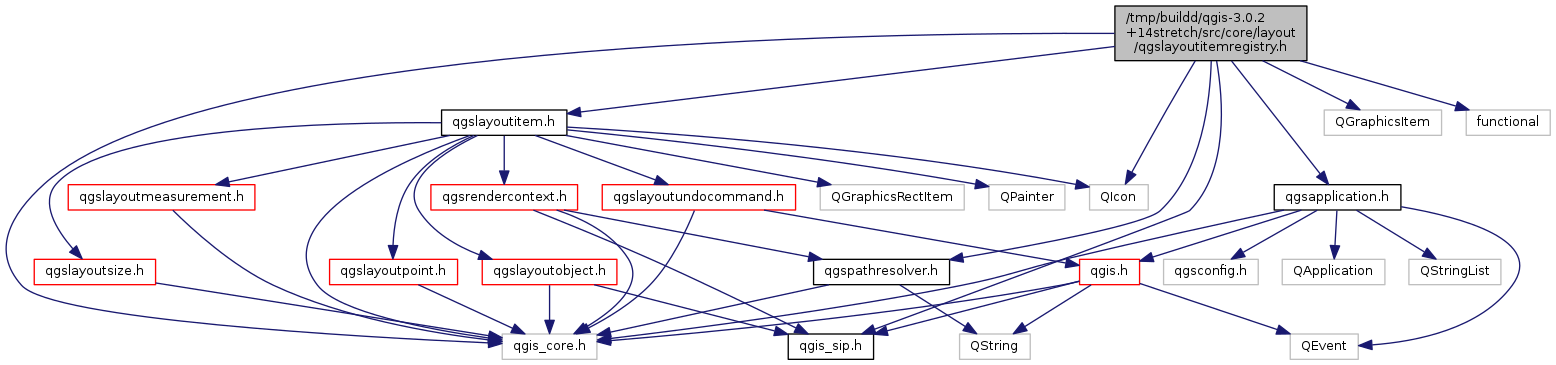 /tmp/buildd/qgis-3.0.2
+14stretch/src/core/layout
/qgslayoutitemregistry.h
qgslayoutitem.h
QGraphicsItem
functional
qgslayoutmeasurement.h
qgsrendercontext.h
qgslayoutundocommand.h
QGraphicsRectItem
QPainter
QIcon
qgsapplication.h
qgslayoutsize.h
qgslayoutpoint.h
qgslayoutobject.h
qgspathresolver.h
qgis.h
qgsconfig.h
QApplication
QStringList
qgis_core.h
qgis_sip.h
QString
QEvent